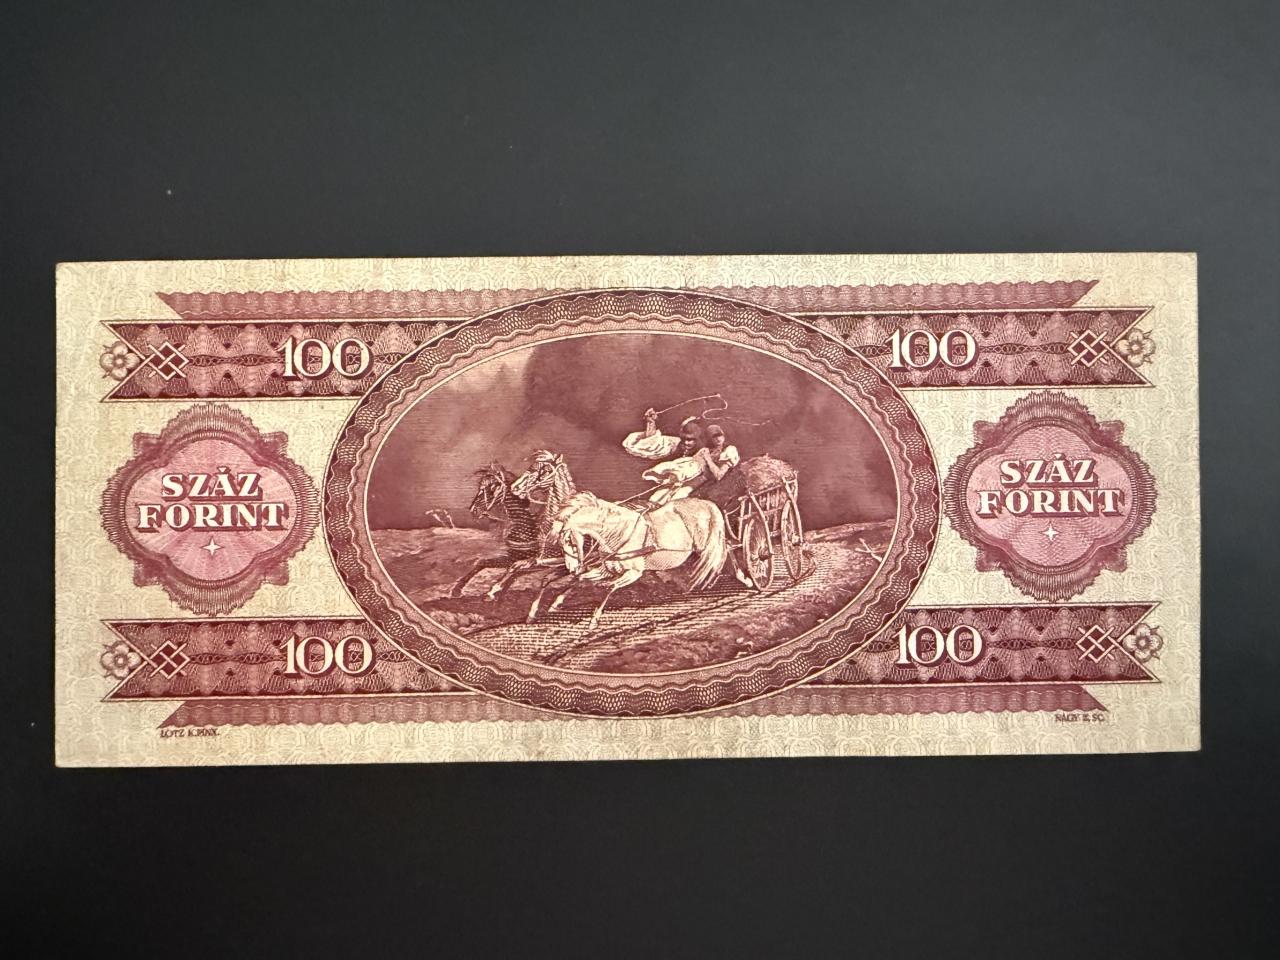 100
100
SZÁZ
FORINT
SZÁZ
FORINT
100
100
LOTZ K. PINX.
NAGY Z. SC.